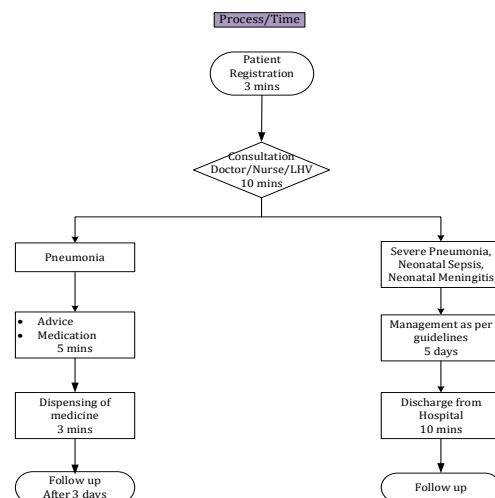 Process/Time
Patient
Registration
3 mins
Consultation
Doctor/Nurse/LHV
10 mins
Pneumonia
• Advice
• Medication
5 mins
Dispensing of
medicine
3 mins
Follow up
After 3 days
Severe Pneumonia,
Neonatal Sepsis,
Neonatal Meningitis
Management as per
guidelines
5 days
Discharge from
Hospital
10 mins
Follow up